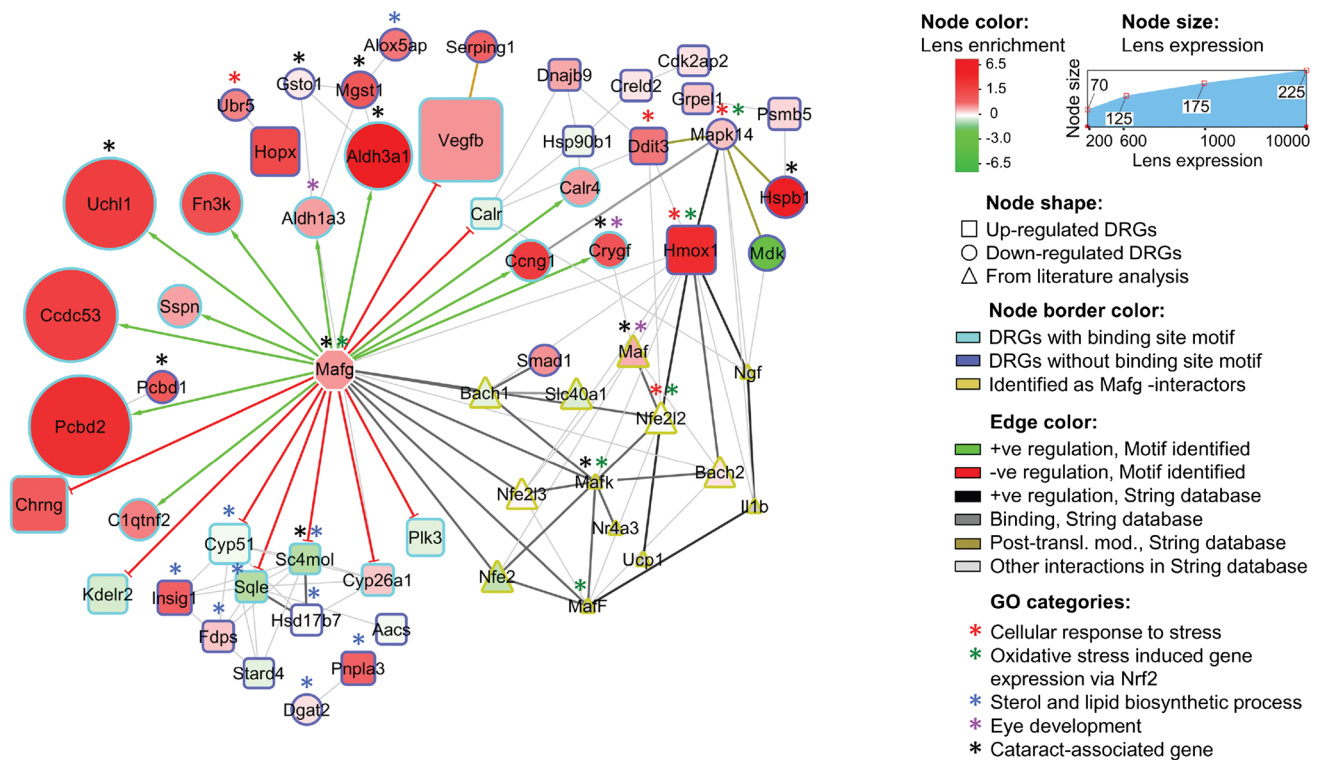 Alox5ap
Serping1
Gsto1
Mgst1
Ubr5
Hopx
Aldh3a1
Vegfb
Dnajb9
Creld2
Cdk2ap2
Grpel1
Psmb5
Hsp90b1
Ddit3
Mapk14
Hspb1
Uchl1
Fn3k
Aldh1a3
Calr
Calr4
Ccng1
Crygf
Hmox1
Mdk
Ccdc53
Sspn
Mafg
Smad1
Maf
Ngf
Pcbd1
Bach1
Slc40a1
Nfe2l2
Pcbd2
Bach2
Mafk
Nfe2l3
Il1b
Chrng
C1qtnf2
Nr4a3
Cyp51
Plk3
Sc4mol
Ucp1
Kdelr2
Insig1
Sqle
Cyp26a1
Nfe2
MafF
Hsd17b7
Fdps
Aacs
Stard4
Pnpla3
Dgat2
Node color:
Lens enrichment
6.5
1.5
0
-3.0
-6.5
Node size:
Lens expression
Node size
70
125
175
225
200 600 1000 10000
Lens expression
Node shape:
Up-regulated DRGs
Down-regulated DRGs
From literature analysis
Node border color:
DRGs with binding site motif
DRGs without binding site motif
Identified as Mafg -interactors
Edge color:
+ve regulation, Motif identified
-ve regulation, Motif identified
+ve regulation, String database
Binding, String database
Post-transl. mod., String database
Other interactions in String database
GO categories:
* Cellular response to stress
* Oxidative stress induced gene
expression via Nrf2
* Sterol and lipid biosynthetic process
* Eye development
* Cataract-associated gene